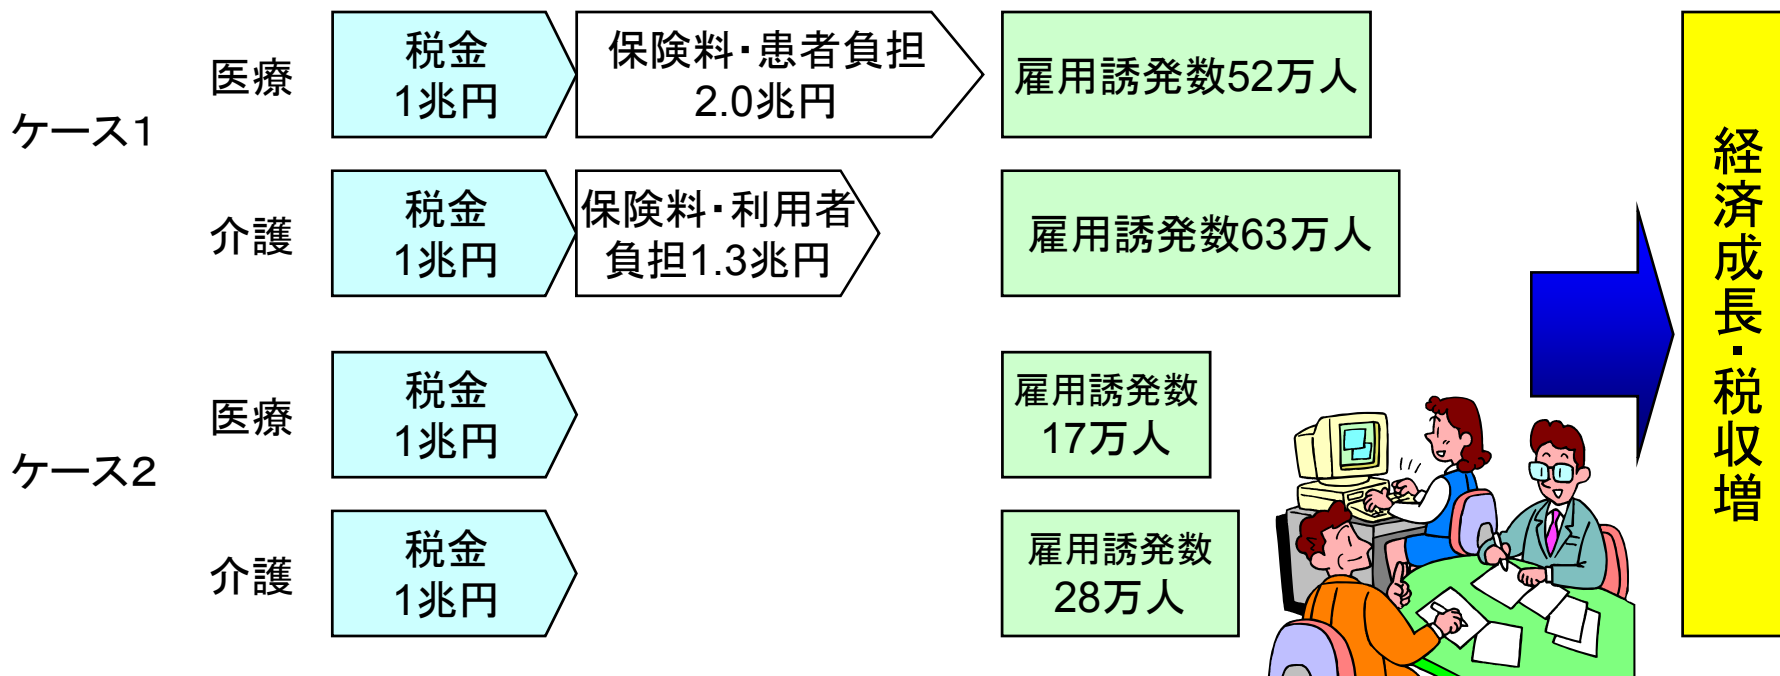 ケース1
医療
税金
1兆円
保険料・患者負担
2.0兆円
雇用誘発数52万人
介護
税金
1兆円
保険料・利用者
負担1.3兆円
雇用誘発数63万人
ケース2
医療
税金
1兆円
雇用誘発数
17万人
介護
税金
1兆円
雇用誘発数
28万人
経済成長・税収増